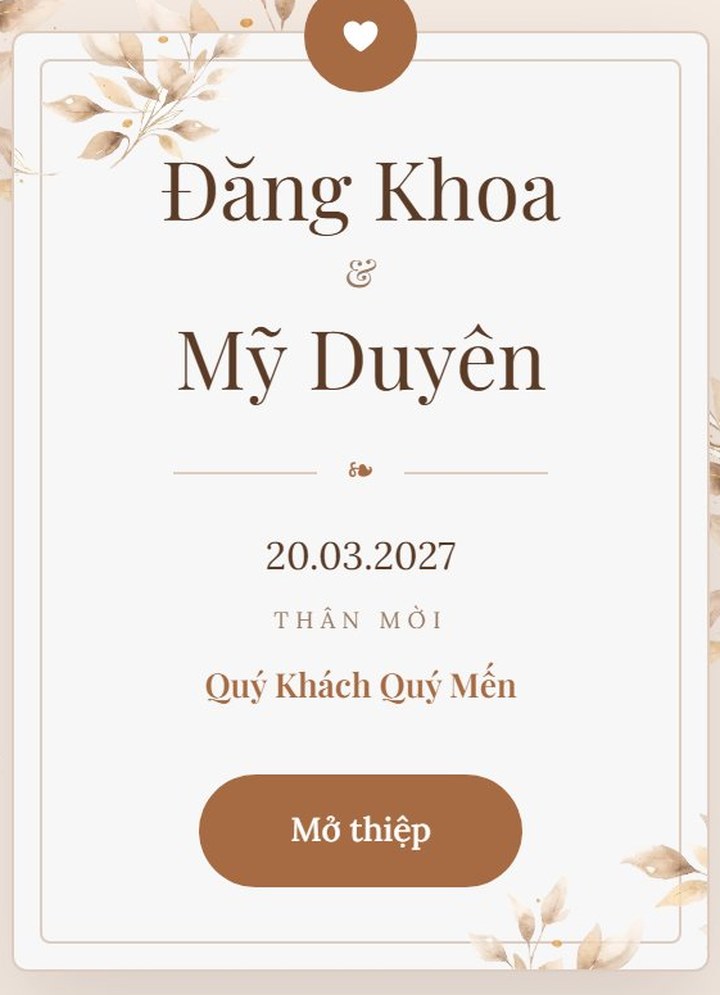 Đăng Khoa
&
Mỹ Duyên
20.03.2027
THÂN MỜI
Quý Khách Quý Mến
Mở thiệp